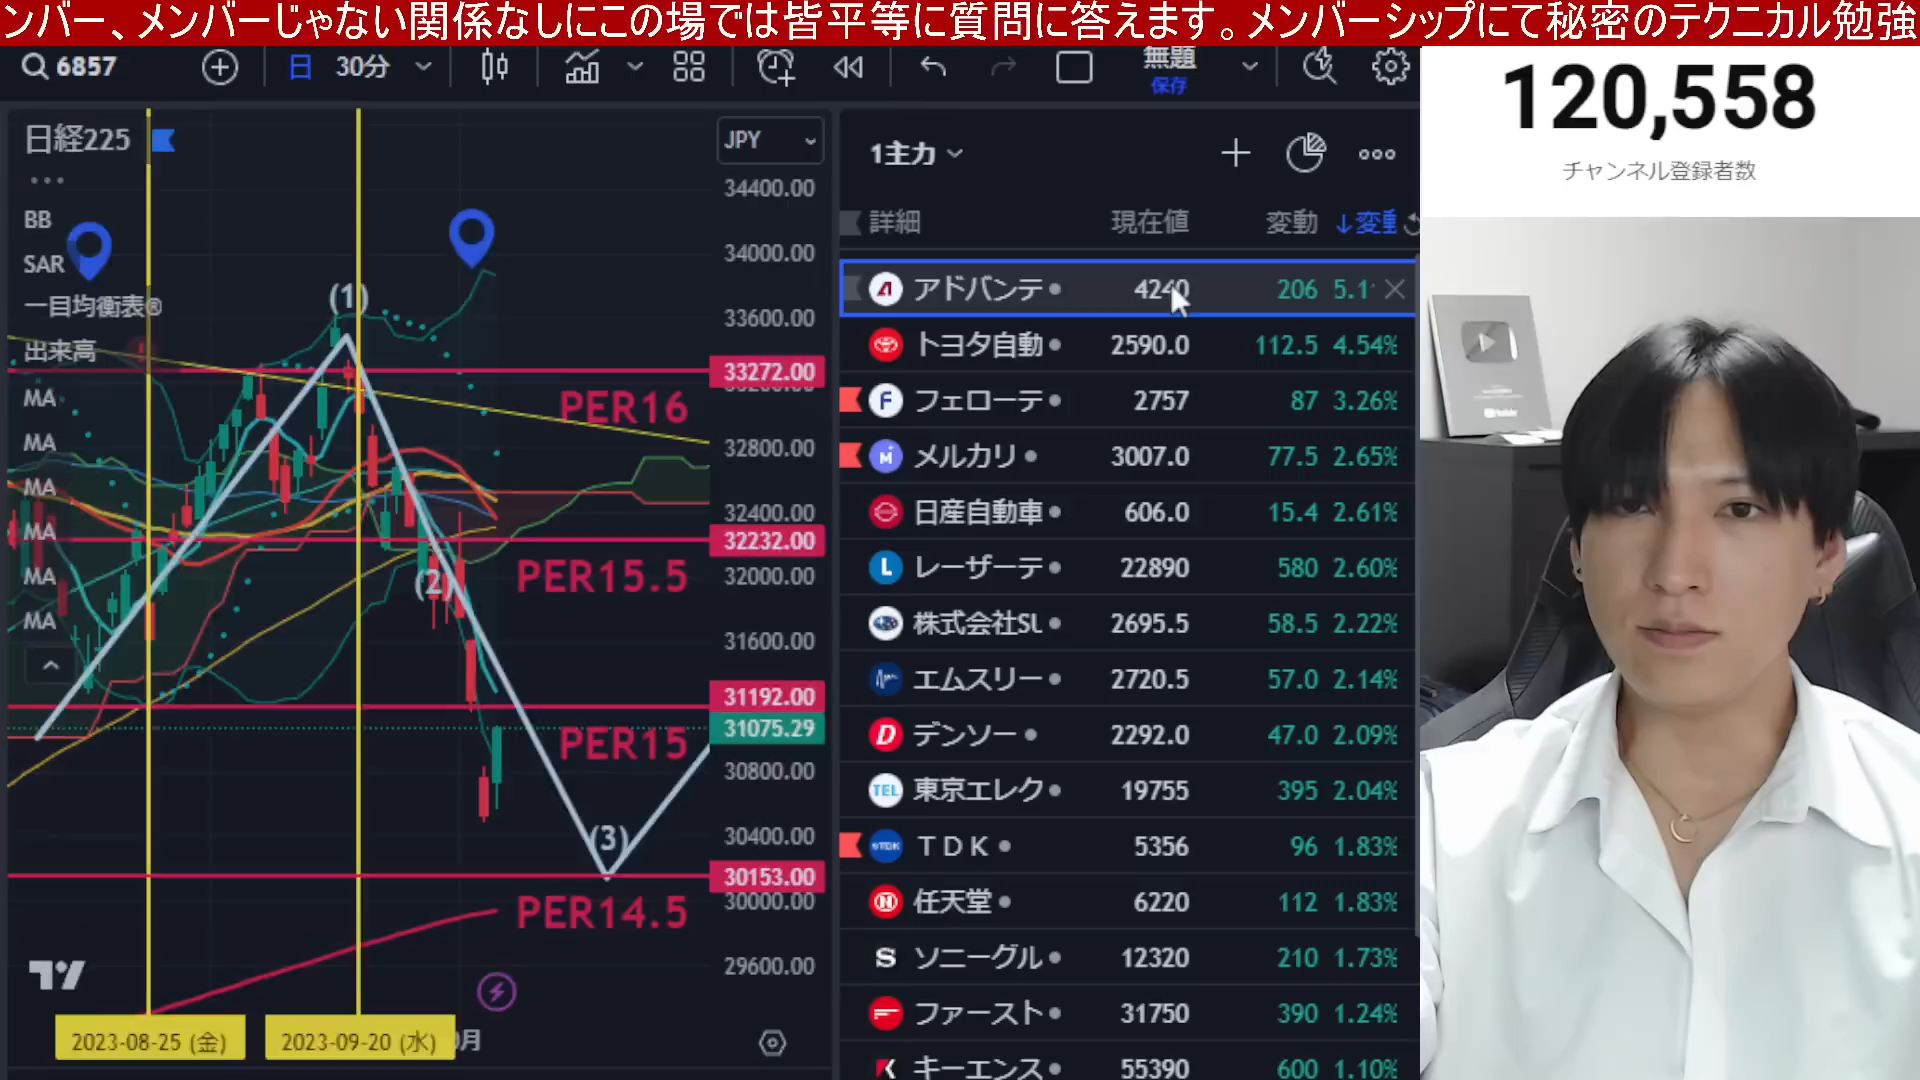 ンバー、メンバーじゃない関係なしにこの場では皆平等に質問に答えます。メンバーシップにて秘密のテクニカル勉強
6857
日 30分
無題
保存
120,558
チャンネル登録者数
日経225
JPY
BB
SAR
一目均衡表®
出来高
MA
MA
MA
MA
MA
MA
(1)
(2)
(3)
PER16
PER15.5
PER15
PER14.5
34400.00
34000.00
33600.00
33272.00
32800.00
32400.00
32232.00
32000.00
31600.00
31192.00
31075.29
30800.00
30400.00
30153.00
30000.00
29600.00
2023-08-25 (金)
2023-09-20 (水)
月
1主力
詳細 現在値 変動 ↓変動
アドバンテ 4240 206 5.1
トヨタ自動 2590.0 112.5 4.54%
F フェローテ 2757 87 3.26%
M メルカリ 3007.0 77.5 2.65%
日産自動車 606.0 15.4 2.61%
L レーザーテ 22890 580 2.60%
株式会社SU 2695.5 58.5 2.22%
エムスリー 2720.5 57.0 2.14%
D デンソー 2292.0 47.0 2.09%
TEL 東京エレク 19755 395 2.04%
TDK ＴＤＫ 5356 96 1.83%
任天堂 6220 112 1.83%
S ソニーグル 12320 210 1.73%
ファースト 31750 390 1.24%
キーエンス 55390 600 1.10%